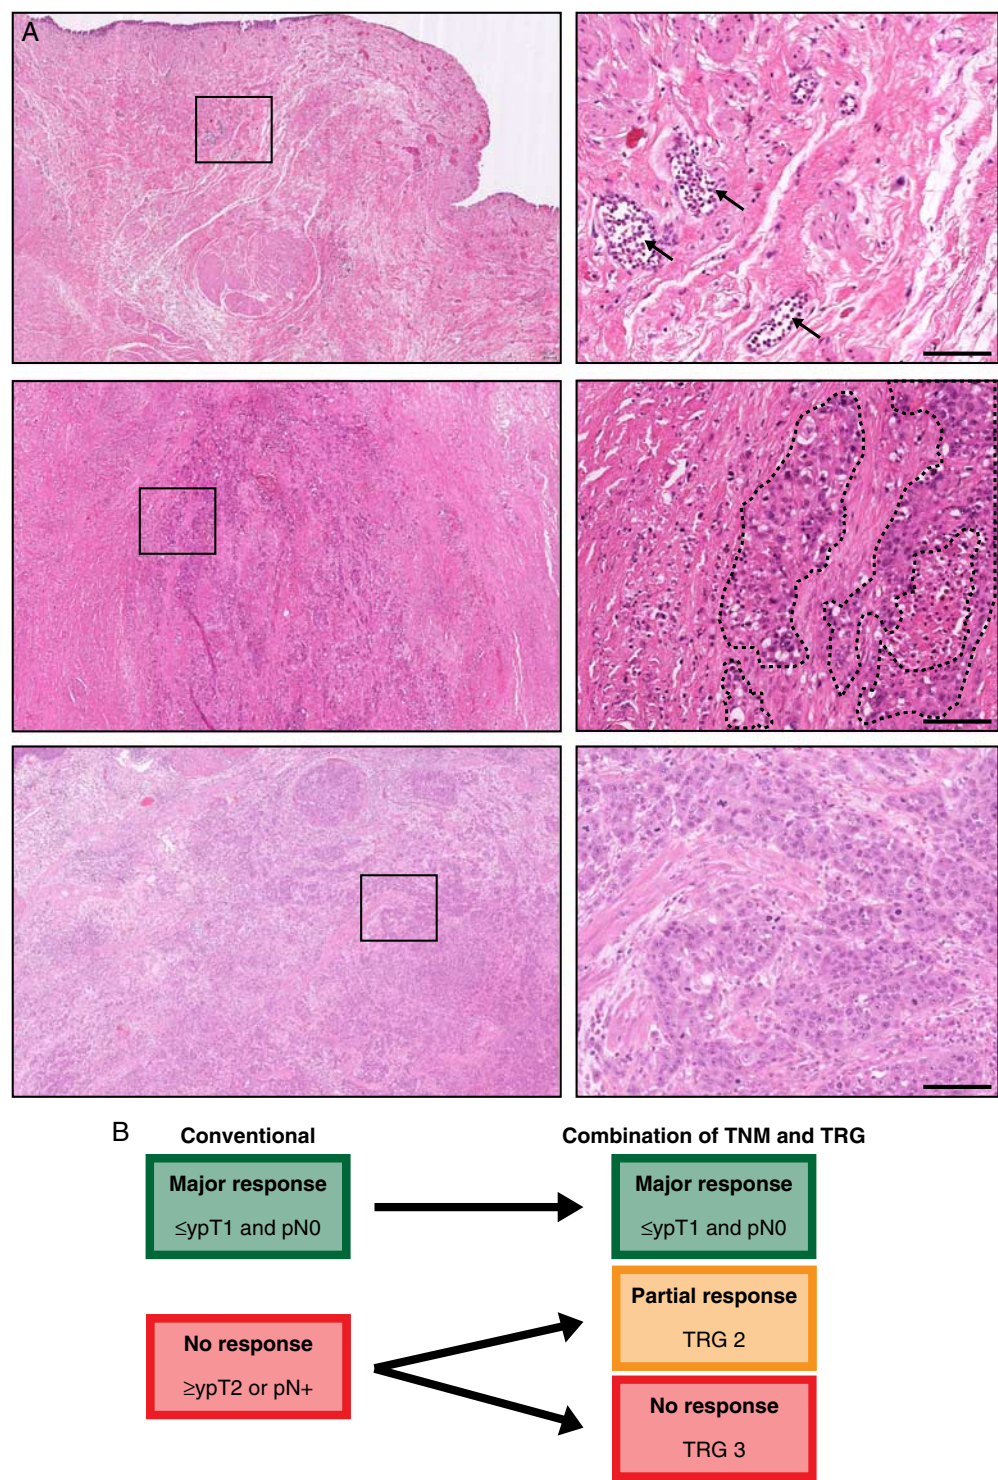 A
B
Conventional
Combination of TNM and TRG
Major response
≤ypT1 and pN0
Major response
≤ypT1 and pN0
Partial response
TRG 2
No response
≥ypT2 or pN+
No response
TRG 3